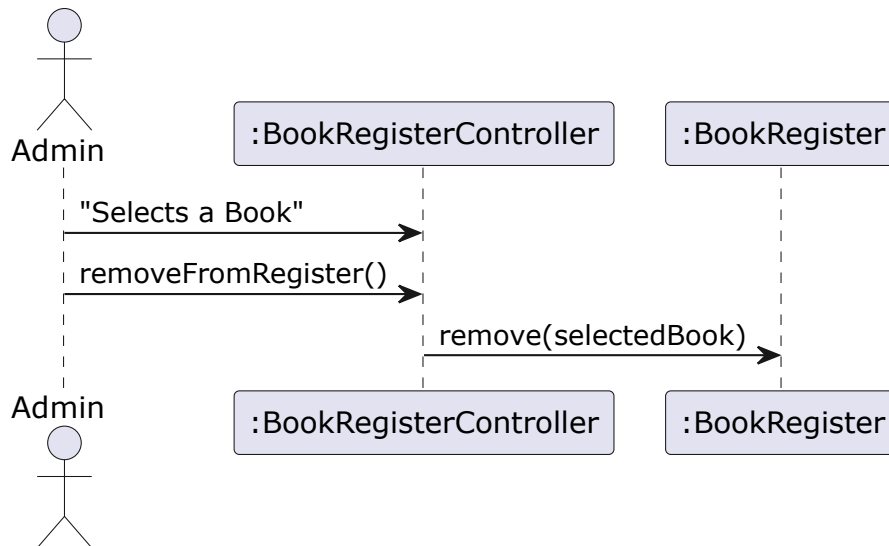 Admin
:BookRegisterController
:BookRegister
"Selects a Book"
removeFromRegister()
remove(selectedBook)
Admin
:BookRegisterController
:BookRegister